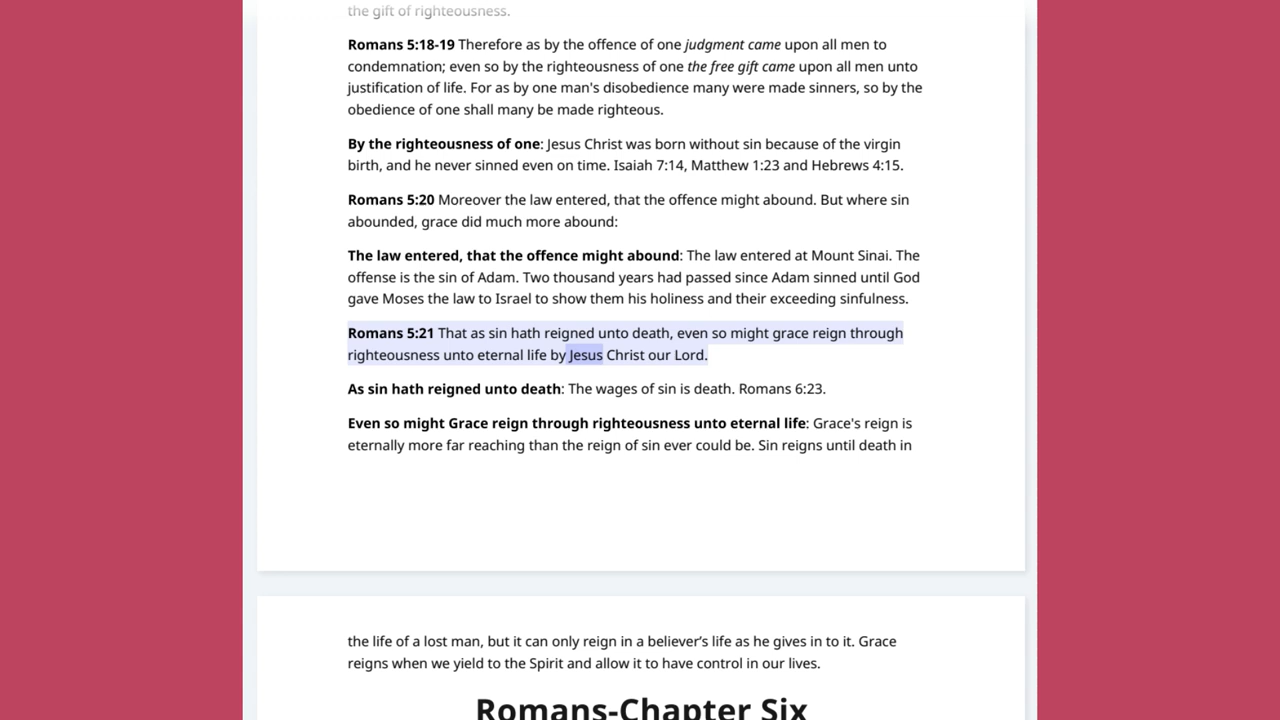 the gift of righteousness.
Romans 5:18-19 Therefore as by the offence of one judgment came upon all men to
condemnation; even so by the righteousness of one the free gift came upon all men unto
justification of life. For as by one man's disobedience many were made sinners, so by the
obedience of one shall many be made righteous.
By the righteousness of one: Jesus Christ was born without sin because of the virgin
birth, and he never sinned even on time. Isaiah 7:14, Matthew 1:23 and Hebrews 4:15.
Romans 5:20 Moreover the law entered, that the offence might abound. But where sin
abounded, grace did much more abound:
The law entered, that the offence might abound: The law entered at Mount Sinai. The
offense is the sin of Adam. Two thousand years had passed since Adam sinned until God
gave Moses the law to Israel to show them his holiness and their exceeding sinfulness.
Romans 5:21 That as sin hath reigned unto death, even so might grace reign through
righteousness unto eternal life by Jesus Christ our Lord.
As sin hath reigned unto death: The wages of sin is death. Romans 6:23.
Even so might Grace reign through righteousness unto eternal life: Grace's reign is
eternally more far reaching than the reign of sin ever could be. Sin reigns until death in
the life of a lost man, but it can only reign in a believer’s life as he gives in to it. Grace
reigns when we yield to the Spirit and allow it to have control in our lives.
Romans-Chapter Six